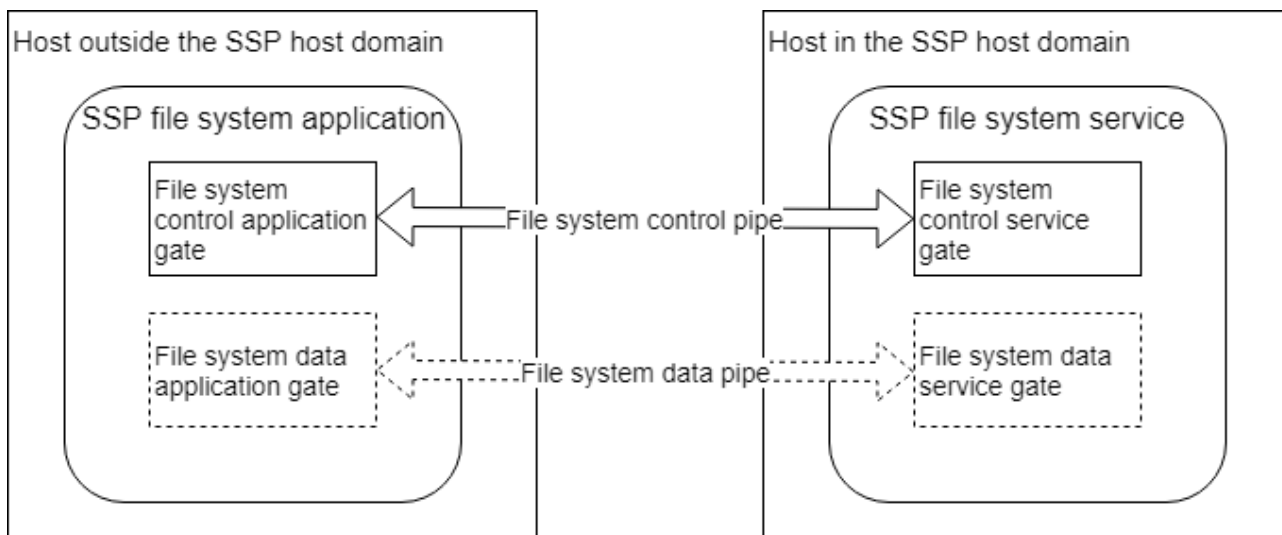 Host outside the SSP host domain
SSP file system application
File system
control application
gate
File system data
application gate
File system control pipe
File system data pipe
Host in the SSP host domain
SSP file system service
File system
control service
gate
File system data
service gate